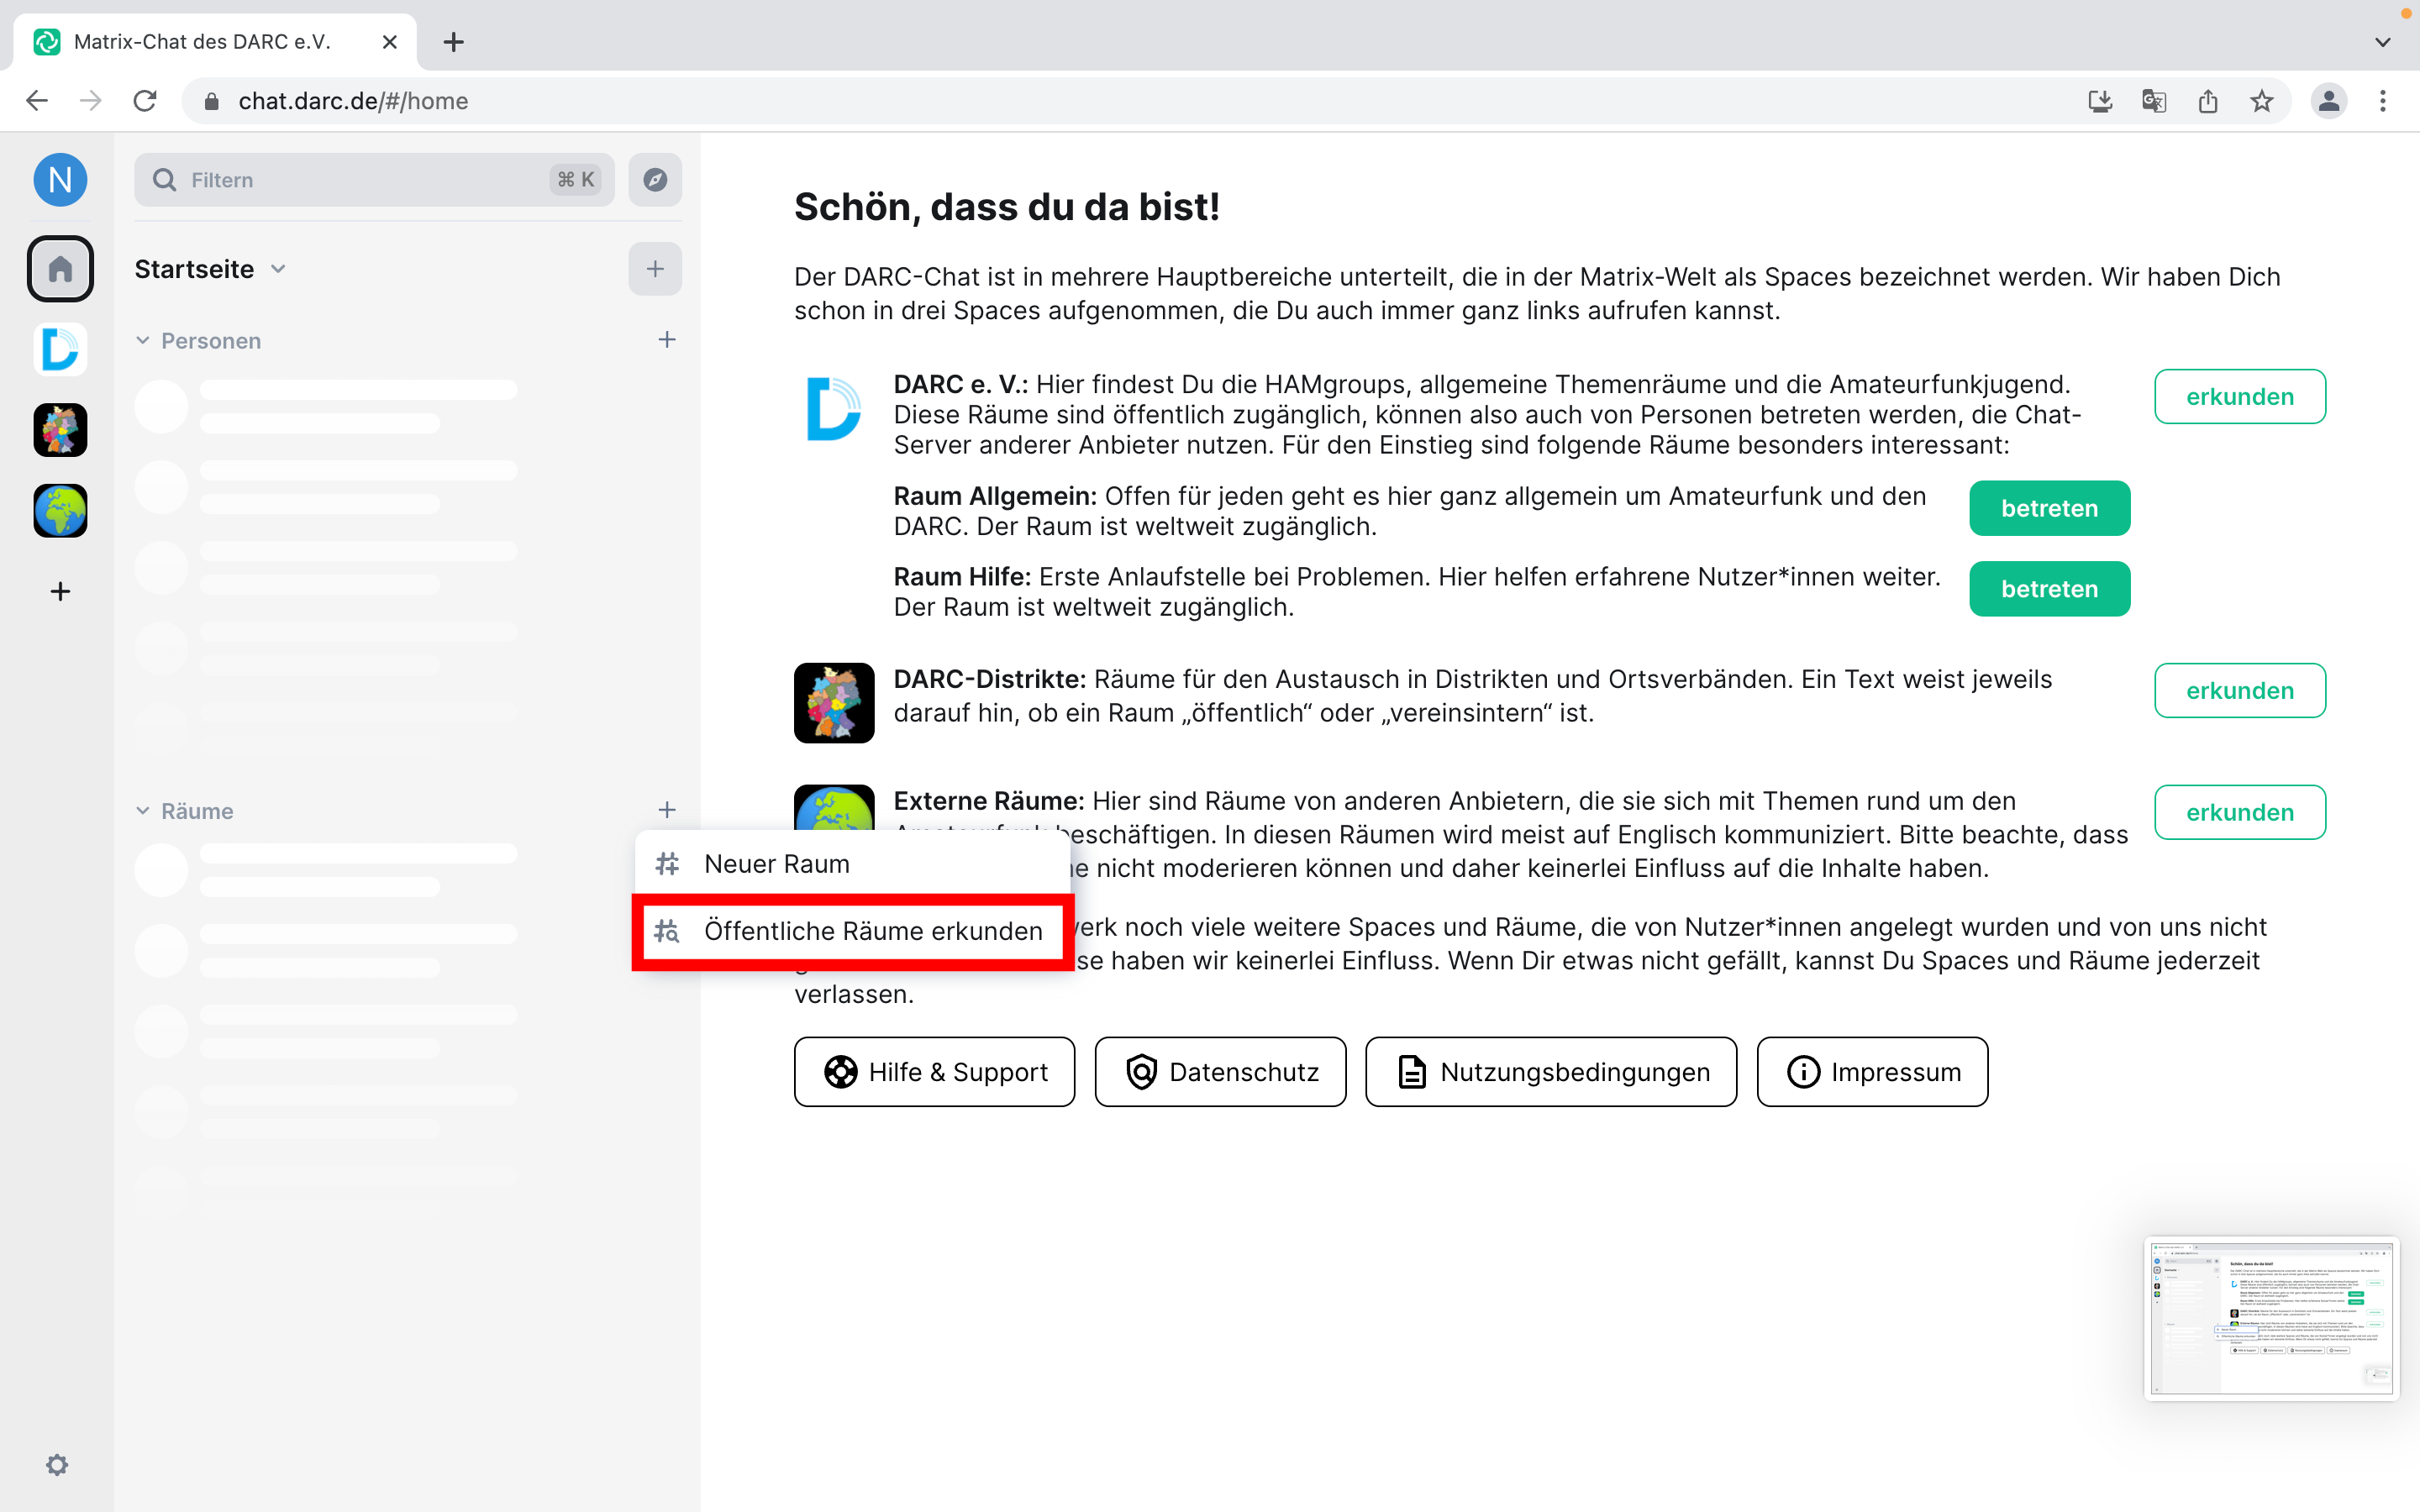 Matrix-Chat des DARC e.V.
chat.darc.de/#/home
N
Filtern
⌘ K
Startseite
Personen
Räume
Neuer Raum
Öffentliche Räume erkunden
Schön, dass du da bist!
Der DARC-Chat ist in mehrere Hauptbereiche unterteilt, die in der Matrix-Welt als Spaces bezeichnet werden. Wir haben Dich
schon in drei Spaces aufgenommen, die Du auch immer ganz links aufrufen kannst.
DARC e. V.: Hier findest Du die HAMgroups, allgemeine Themenräume und die Amateurfunkjugend.
Diese Räume sind öffentlich zugänglich, können also auch von Personen betreten werden, die Chat-
Server anderer Anbieter nutzen. Für den Einstieg sind folgende Räume besonders interessant:
erkunden
Raum Allgemein: Offen für jeden geht es hier ganz allgemein um Amateurfunk und den
DARC. Der Raum ist weltweit zugänglich.
betreten
Raum Hilfe: Erste Anlaufstelle bei Problemen. Hier helfen erfahrene Nutzer*innen weiter.
Der Raum ist weltweit zugänglich.
betreten
DARC-Distrikte: Räume für den Austausch in Distrikten und Ortsverbänden. Ein Text weist jeweils
darauf hin, ob ein Raum „öffentlich“ oder „vereinsintern“ ist.
erkunden
Externe Räume: Hier sind Räume von anderen Anbietern, die sie sich mit Themen rund um den
beschäftigen. In diesen Räumen wird meist auf Englisch kommuniziert. Bitte beachte, dass
nicht moderieren können und daher keinerlei Einfluss auf die Inhalte haben.
erkunden
noch viele weitere Spaces und Räume, die von Nutzer*innen angelegt wurden und von uns nicht
haben wir keinerlei Einfluss. Wenn Dir etwas nicht gefällt, kannst Du Spaces und Räume jederzeit
verlassen.
Hilfe & Support
Datenschutz
Nutzungsbedingungen
Impressum